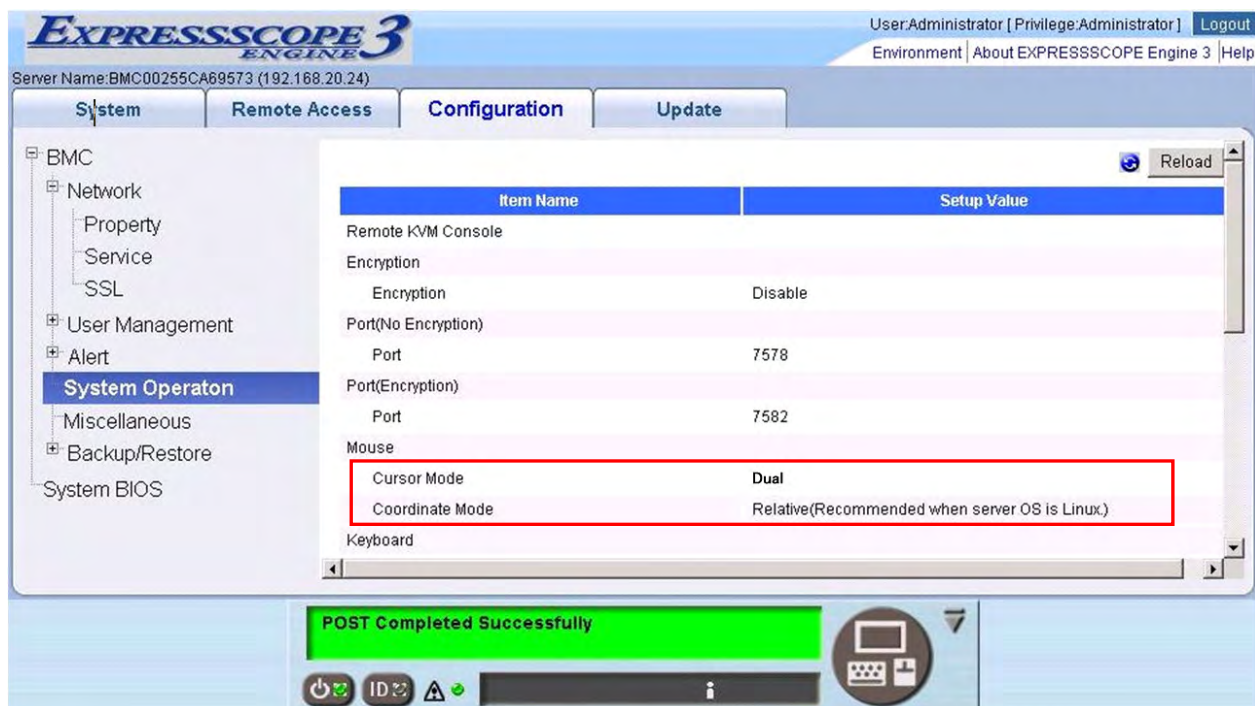 EXPRESSSCOPE 3
ENGINE
User:Administrator [ Privilege:Administrator ] Logout
Environment | About EXPRESSSCOPE Engine 3 | Help
Server Name:BMC00255CA69573 (192.168.20.24)
System Remote Access Configuration Update
BMC
Network
Property
Service
SSL
User Management
Alert
System Operaton
Miscellaneous
Backup/Restore
System BIOS
Reload
Item Name Setup Value
Remote KVM Console
Encryption
Encryption Disable
Port(No Encryption)
Port 7578
Port(Encryption)
Port 7582
Mouse
Cursor Mode Dual
Coordinate Mode Relative(Recommended when server OS is Linux.)
Keyboard
POST Completed Successfully
ID